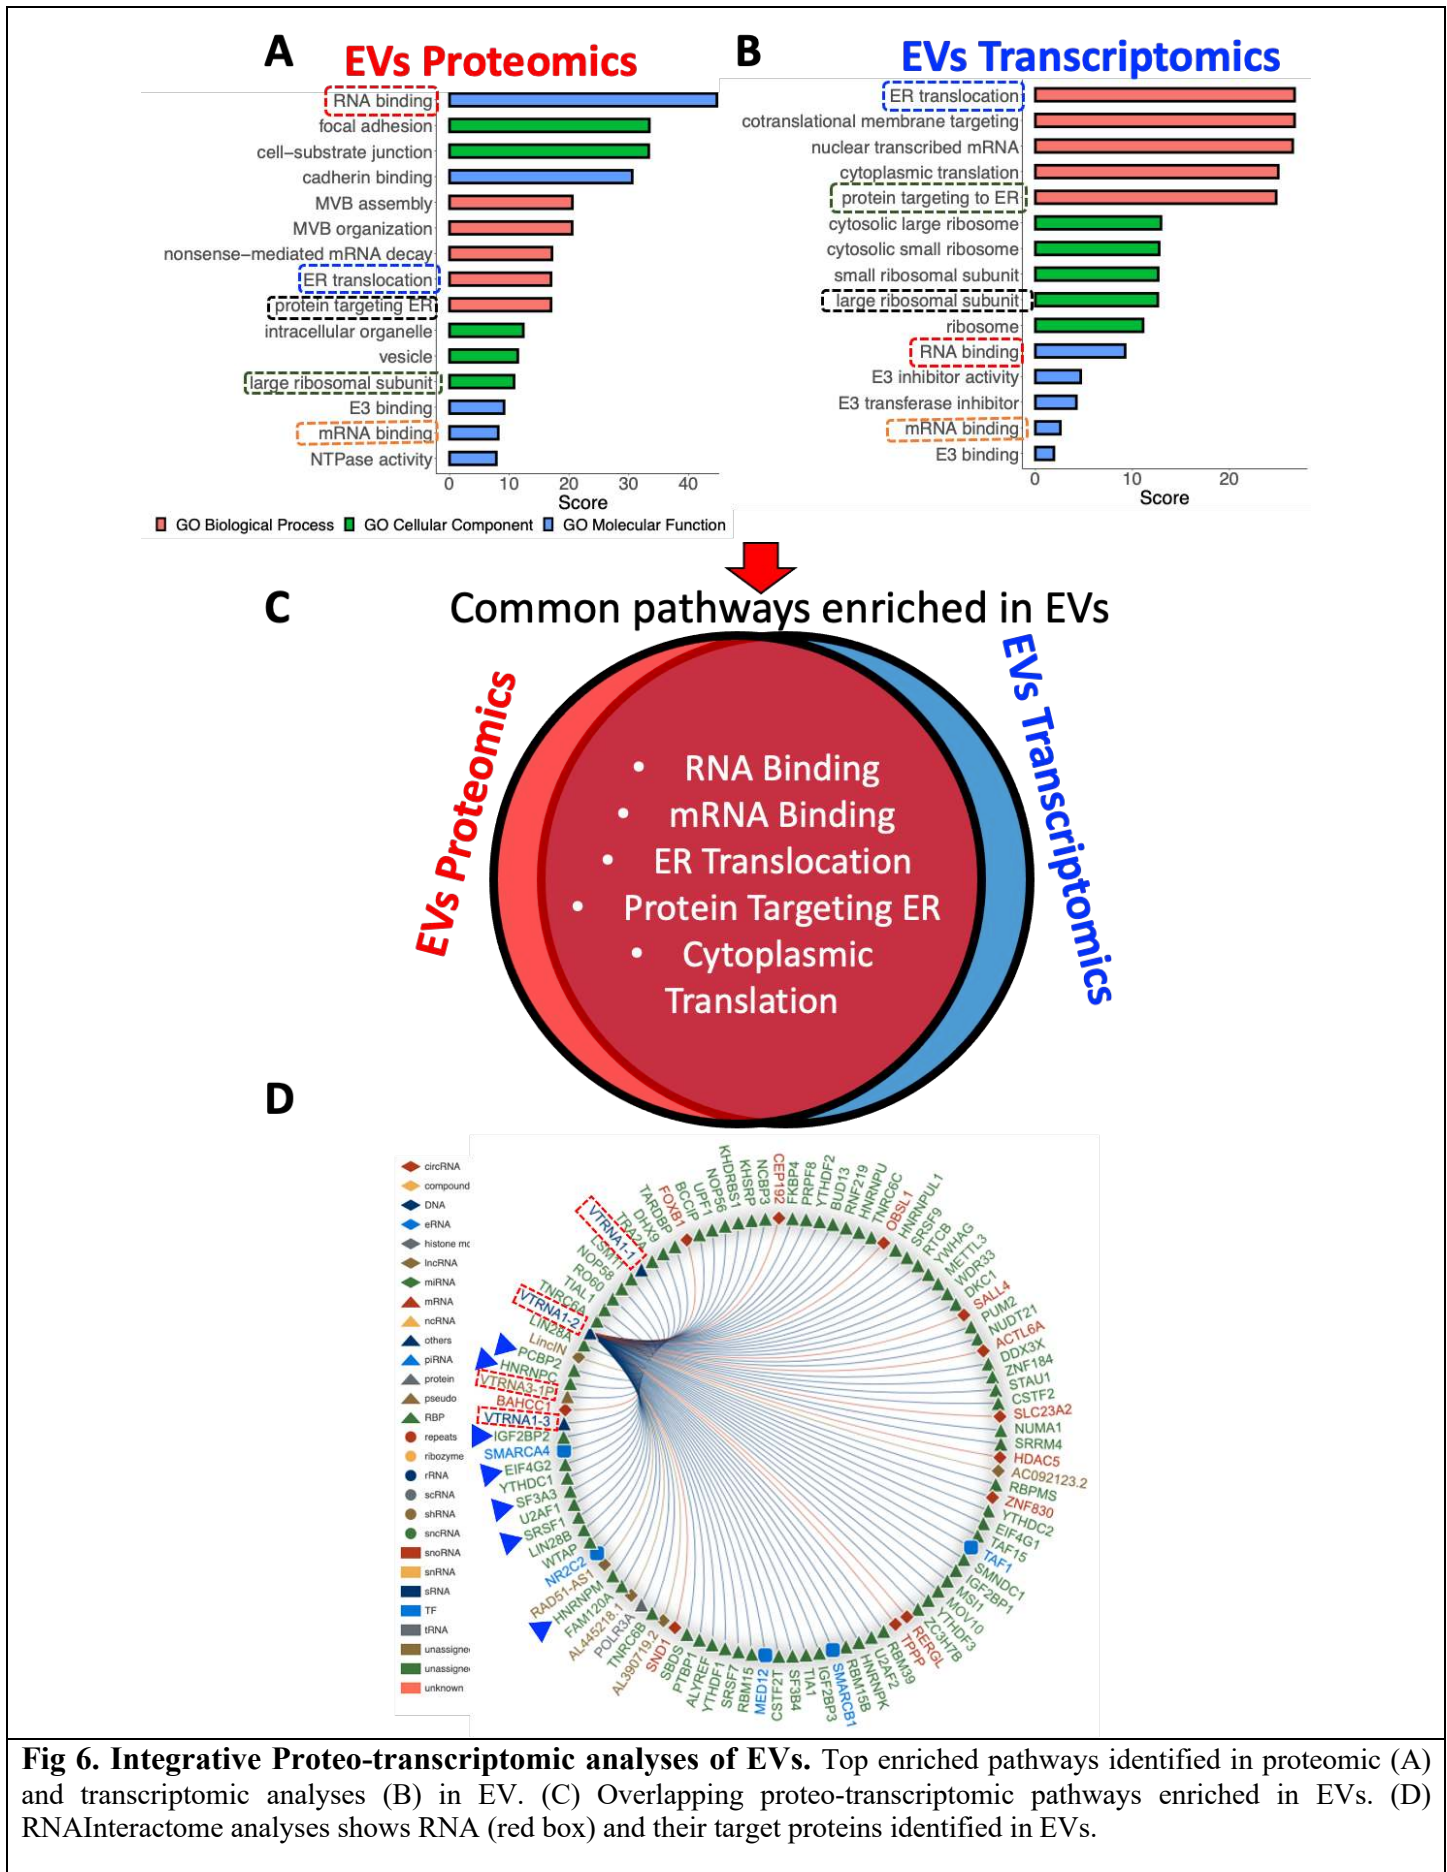 A
EVs Proteomics
RNA binding
focal adhesion
cell−substrate junction
cadherin binding
MVB assembly
MVB organization
nonsense−mediated mRNA decay
ER translocation
protein targeting ER
intracellular organelle
vesicle
large ribosomal subunit
E3 binding
mRNA binding
NTPase activity
0 10 20 30 40
Score
GO Biological Process GO Cellular Component GO Molecular Function
B
EVs Transcriptomics
ER translocation
cotranslational membrane targeting
nuclear transcribed mRNA
cytoplasmic translation
protein targeting to ER
cytosolic large ribosome
cytosolic small ribosome
small ribosomal subunit
large ribosomal subunit
ribosome
RNA binding
E3 inhibitor activity
E3 transferase inhibitor
mRNA binding
E3 binding
0 10 20
Score
C
Common pathways enriched in EVs
EVs Proteomics
EVs Transcriptomics
• RNA Binding
• mRNA Binding
• ER Translocation
• Protein Targeting ER
• Cytoplasmic
Translation
D
circRNA
compound
DNA
eRNA
histone mc
lncRNA
miRNA
mRNA
ncRNA
others
piRNA
protein
pseudo
RBP
repeats
ribozyme
rRNA
scRNA
shRNA
sncRNA
snoRNA
snRNA
sRNA
TF
tRNA
unassigne
unassigne
unknown
CEP192
FKBP4
PRPF8
YTHDF2
BUD13
RNF219
HNRNPU
TNRC6C
OBSL1
HNRNPUL1
SRSF9
RTCB
YWHAG
METTL3
WDR33
DKC1
SALL4
PUM2
NUDT21
ACTL6A
DDX3X
ZNF184
STAU1
CSTF2
SLC23A2
NUMA1
SRRM4
HDAC5
AC092123.2
RBPMS
ZNF830
YTHDC2
EIF4G1
TAF15
TAF1
SMNDC1
IGF2BP1
MSI1
MOV10
YTHDF3
ZC3H7B
RERGL
TPPP
RBM39
U2AF2
HNRNPK
RBM15B
SMARCB1
IGF2BP3
TIA1
SF3B4
CSTF2T
MED12
RBM15
SRSF7
YTHDF1
ALYREF
PTBP1
SBDS
SND1
AL390719.2
TNRC6B
POLR3A
AL445218.1
FAM120A
HNRNPM
RAD51-AS1
NR2C2
WTAP
LIN28B
SRSF1
U2AF1
SF3A3
YTHDC1
EIF4G2
SMARCA4
IGF2BP2
VTRNA1-3
BAHCC1
VTRNA3-1P
HNRNPC
PCBP2
LincIN
LIN28A
VTRNA1-2
TNRC6A
TIAL1
RO60
NOP58
VTRNA1-1
TRA2A
DHX9
TARDBP
FOXB1
BCCIP
UPF1
NOP56
KHDRBS1
KHSRP
NCBP3
Fig 6. Integrative Proteo-transcriptomic analyses of EVs. Top enriched pathways identified in proteomic (A)
and transcriptomic analyses (B) in EV. (C) Overlapping proteo-transcriptomic pathways enriched in EVs. (D)
RNAInteractome analyses shows RNA (red box) and their target proteins identified in EVs.